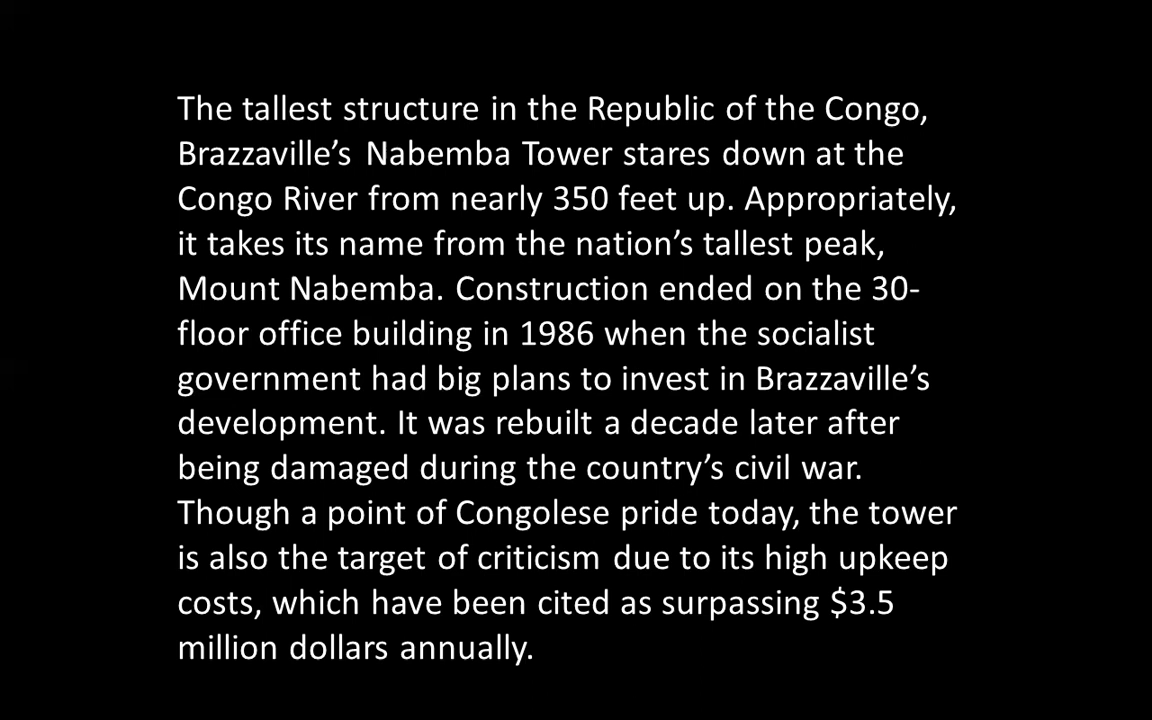 The tallest structure in the Republic of the Congo,
Brazzaville’s Nabemba Tower stares down at the
Congo River from nearly 350 feet up. Appropriately,
it takes its name from the nation’s tallest peak,
Mount Nabemba. Construction ended on the 30-
floor office building in 1986 when the socialist
government had big plans to invest in Brazzaville’s
development. It was rebuilt a decade later after
being damaged during the country’s civil war.
Though a point of Congolese pride today, the tower
is also the target of criticism due to its high upkeep
costs, which have been cited as surpassing $3.5
million dollars annually.